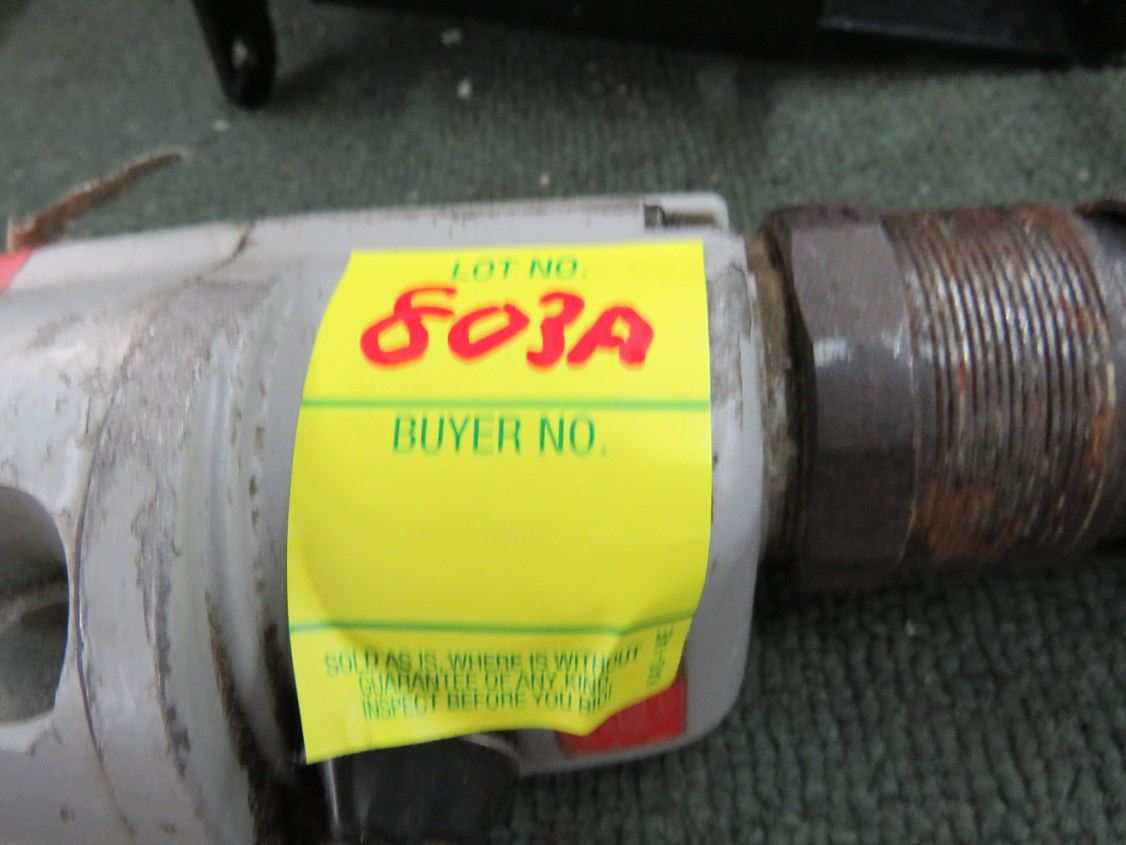 LOT NO.
803A
BUYER NO.
SOLD AS IS, WHERE IS WITHOUT
GUARANTEE OF ANY KIND
INSPECT BEFORE YOU BID!